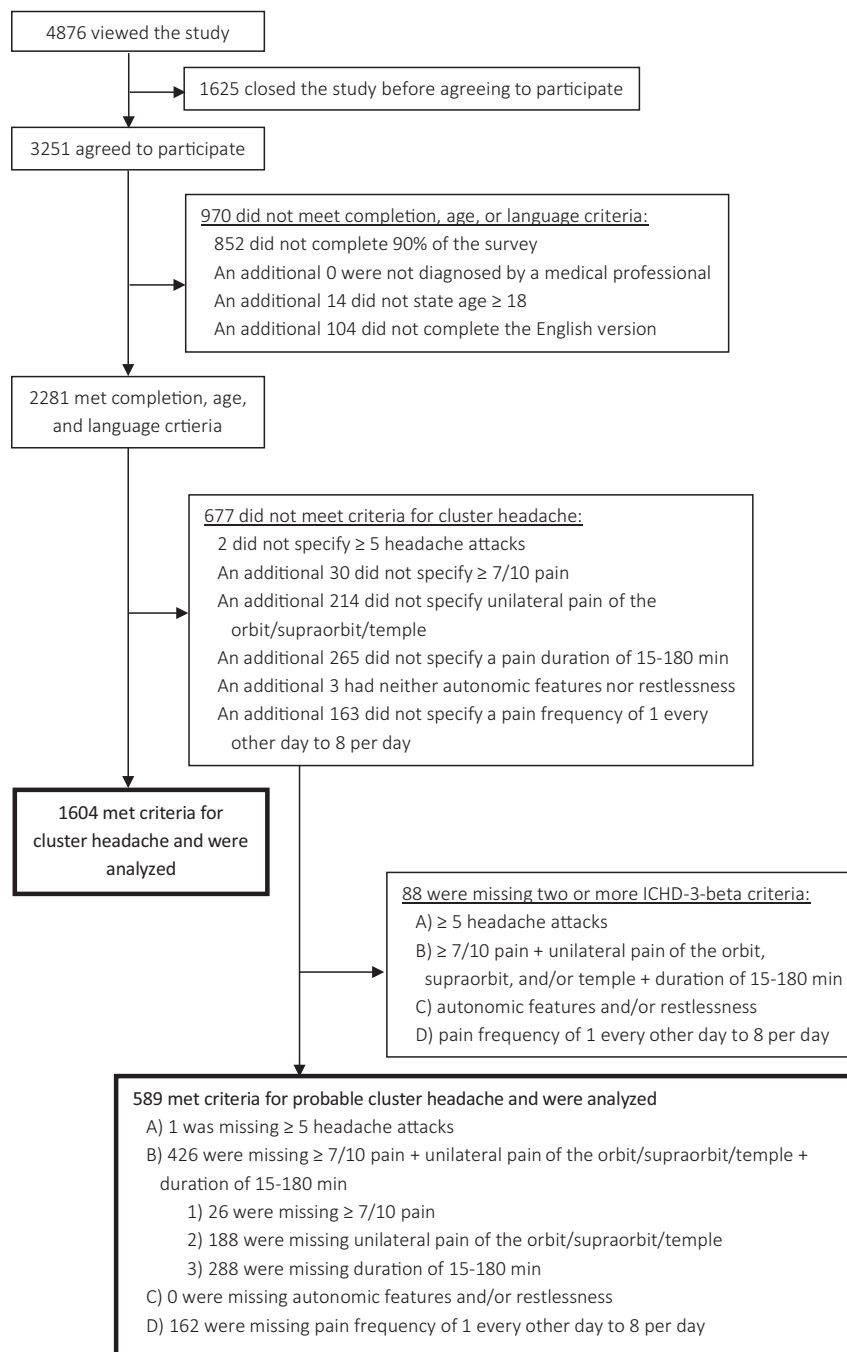 4876 viewed the study
1625 closed the study before agreeing to participate
3251 agreed to participate
970 did not meet completion, age, or language criteria:
852 did not complete 90% of the survey
An additional 0 were not diagnosed by a medical professional
An additional 14 did not state age ≥ 18
An additional 104 did not complete the English version
2281 met completion, age,
and language crtieria
677 did not meet criteria for cluster headache:
2 did not specify ≥ 5 headache attacks
An additional 30 did not specify ≥ 7/10 pain
An additional 214 did not specify unilateral pain of the
orbit/supraorbit/temple
An additional 265 did not specify a pain duration of 15-180 min
An additional 3 had neither autonomic features nor restlessness
An additional 163 did not specify a pain frequency of 1 every
other day to 8 per day
1604 met criteria for
cluster headache and were
analyzed
88 were missing two or more ICHD-3-beta criteria:
A) ≥ 5 headache attacks
B) ≥ 7/10 pain + unilateral pain of the orbit,
supraorbit, and/or temple + duration of 15-180 min
C) autonomic features and/or restlessness
D) pain frequency of 1 every other day to 8 per day
589 met criteria for probable cluster headache and were analyzed
A) 1 was missing ≥ 5 headache attacks
B) 426 were missing ≥ 7/10 pain + unilateral pain of the orbit/supraorbit/temple +
duration of 15-180 min
1) 26 were missing ≥ 7/10 pain
2) 188 were missing unilateral pain of the orbit/supraorbit/temple
3) 288 were missing duration of 15-180 min
C) 0 were missing autonomic features and/or restlessness
D) 162 were missing pain frequency of 1 every other day to 8 per day